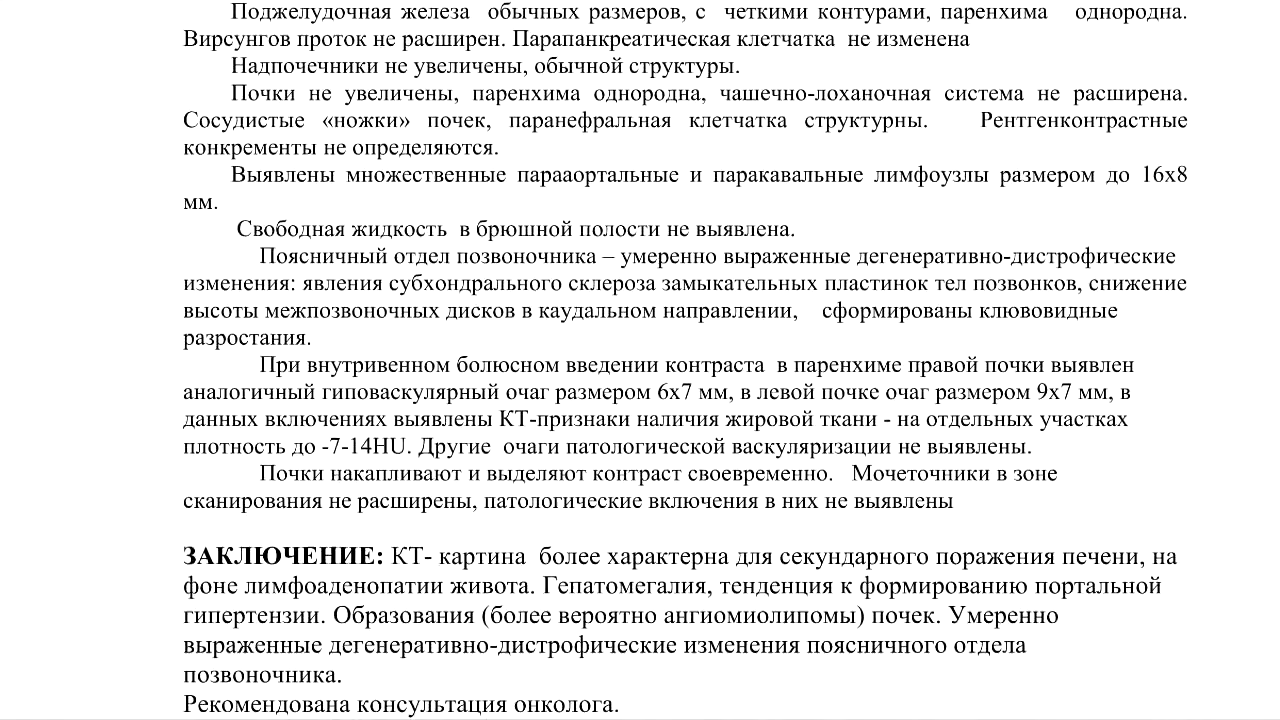 Поджелудочная железа обычных размеров, с четкими контурами, паренхима однородна.
Вирсунгов проток не расширен. Парапанкреатическая клетчатка не изменена
Надпочечники не увеличены, обычной структуры.
Почки не увеличены, паренхима однородна, чашечно-лоханочная система не расширена.
Сосудистые «ножки» почек, паранефральная клетчатка структурны. Рентгенконтрастные
конкременты не определяются.
Выявлены множественные парааортальные и паракавальные лимфоузлы размером до 16х8
мм.
Свободная жидкость в брюшной полости не выявлена.
Поясничный отдел позвоночника – умеренно выраженные дегенеративно-дистрофические
изменения: явления субхондрального склероза замыкательных пластинок тел позвонков, снижение
высоты межпозвоночных дисков в каудальном направлении, сформированы клювовидные
разростания.
При внутривенном болюсном введении контраста в паренхиме правой почки выявлен
аналогичный гиповаскулярный очаг размером 6х7 мм, в левой почке очаг размером 9х7 мм, в
данных включениях выявлены КТ-признаки наличия жировой ткани - на отдельных участках
плотность до -7-14HU. Другие очаги патологической васкуляризации не выявлены.
Почки накапливают и выделяют контраст своевременно. Мочеточники в зоне
сканирования не расширены, патологические включения в них не выявлены
ЗАКЛЮЧЕНИЕ: КТ- картина более характерна для секундарного поражения печени, на
фоне лимфоаденопатии живота. Гепатомегалия, тенденция к формированию портальной
гипертензии. Образования (более вероятно ангиомиолипомы) почек. Умеренно
выраженные дегенеративно-дистрофические изменения поясничного отдела
позвоночника.
Рекомендована консультация онколога.